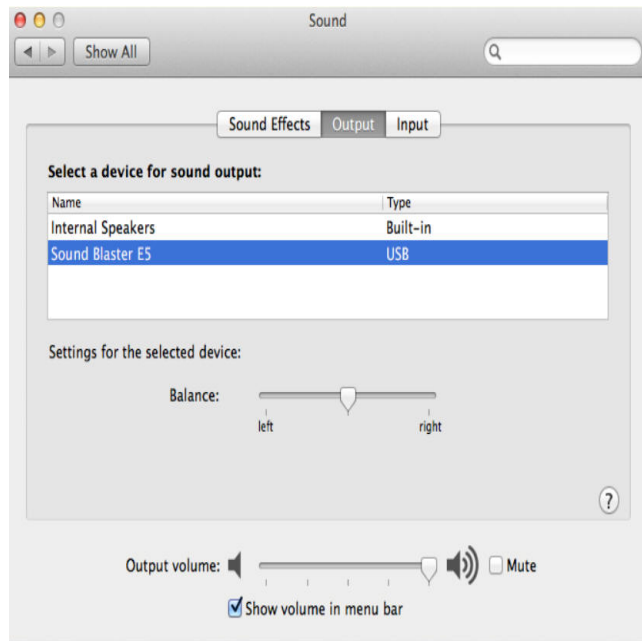 Sound
Show All
Sound Effects Output Input
Select a device for sound output:
Name Type
Internal Speakers Built-in
Sound Blaster E5 USB
Settings for the selected device:
Balance:
left right
?
Output volume: Mute
Show volume in menu bar